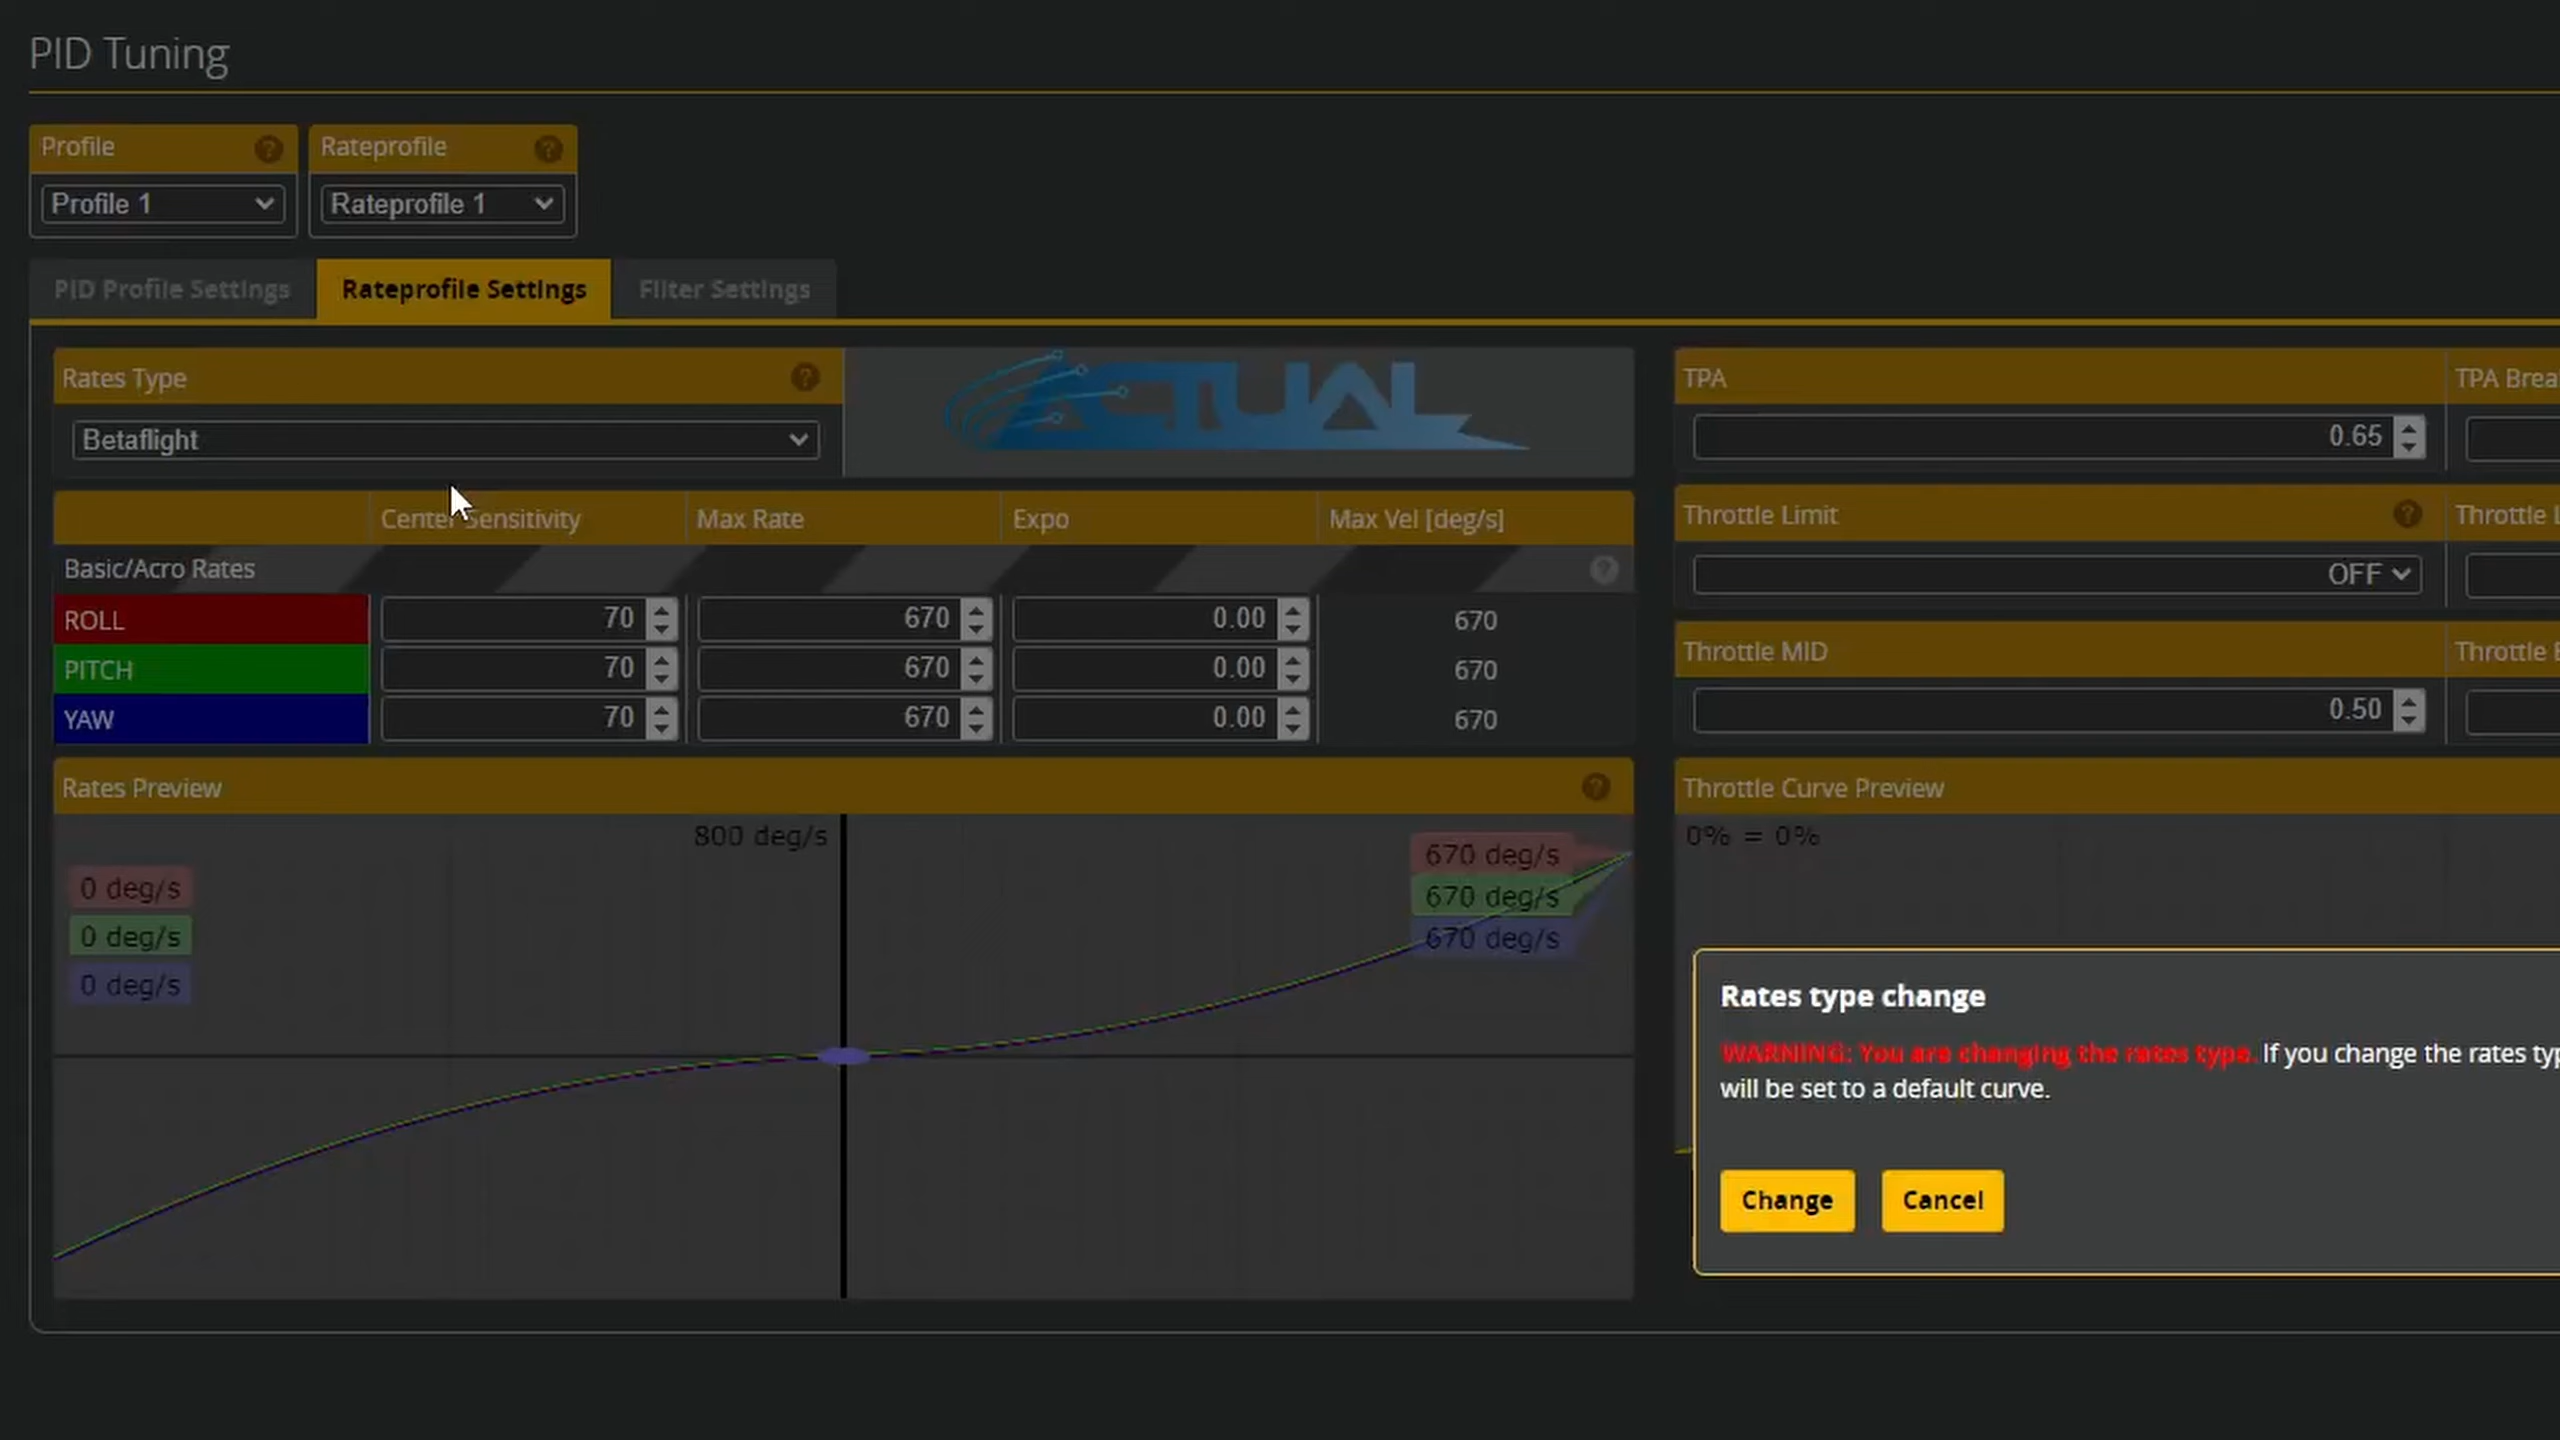 PID Tuning
Profile
Rateprofile
Profile 1
Rateprofile 1
PID Profile Settings
Rateprofile Settings
Filter Settings
Rates Type
ACTUAL
Betaflight
TPA
TPA Brea
0.65
Center Sensitivity
Max Rate
Expo
Max Vel [deg/s]
Throttle Limit
Throttle L
Basic/Acro Rates
OFF
ROLL 70 670 0.00 670
PITCH 70 670 0.00 670
YAW 70 670 0.00 670
Throttle MID
Throttle E
0.50
Rates Preview
800 deg/s
0 deg/s
0 deg/s
0 deg/s
670 deg/s
670 deg/s
670 deg/s
Throttle Curve Preview
0% = 0%
Rates type change
WARNING: You are changing the rates type. If you change the rates typ
will be set to a default curve.
Change
Cancel